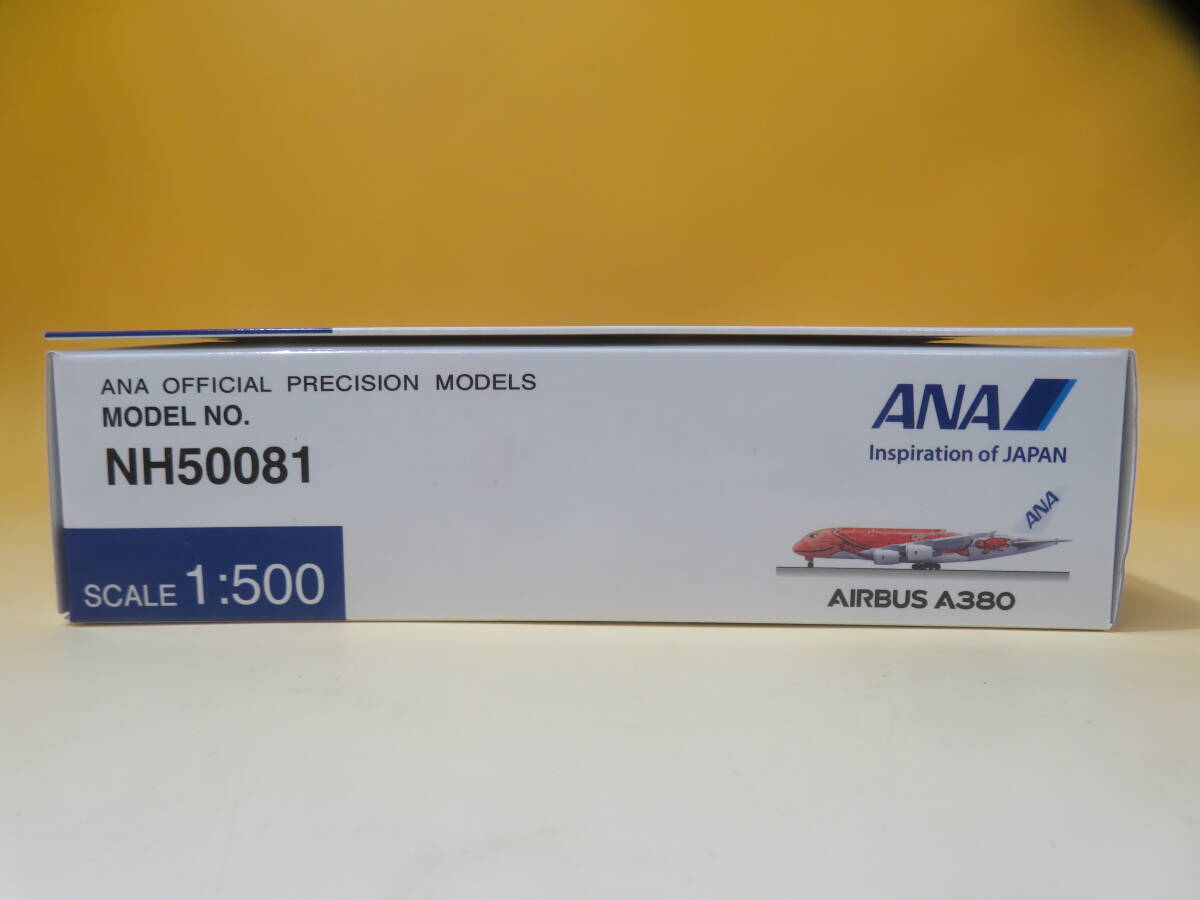 ANA OFFICIAL PRECISION MODELS
MODEL NO.
NH50081
SCALE 1:500
ANA
Inspiration of JAPAN
ANA
AIRBUS A380